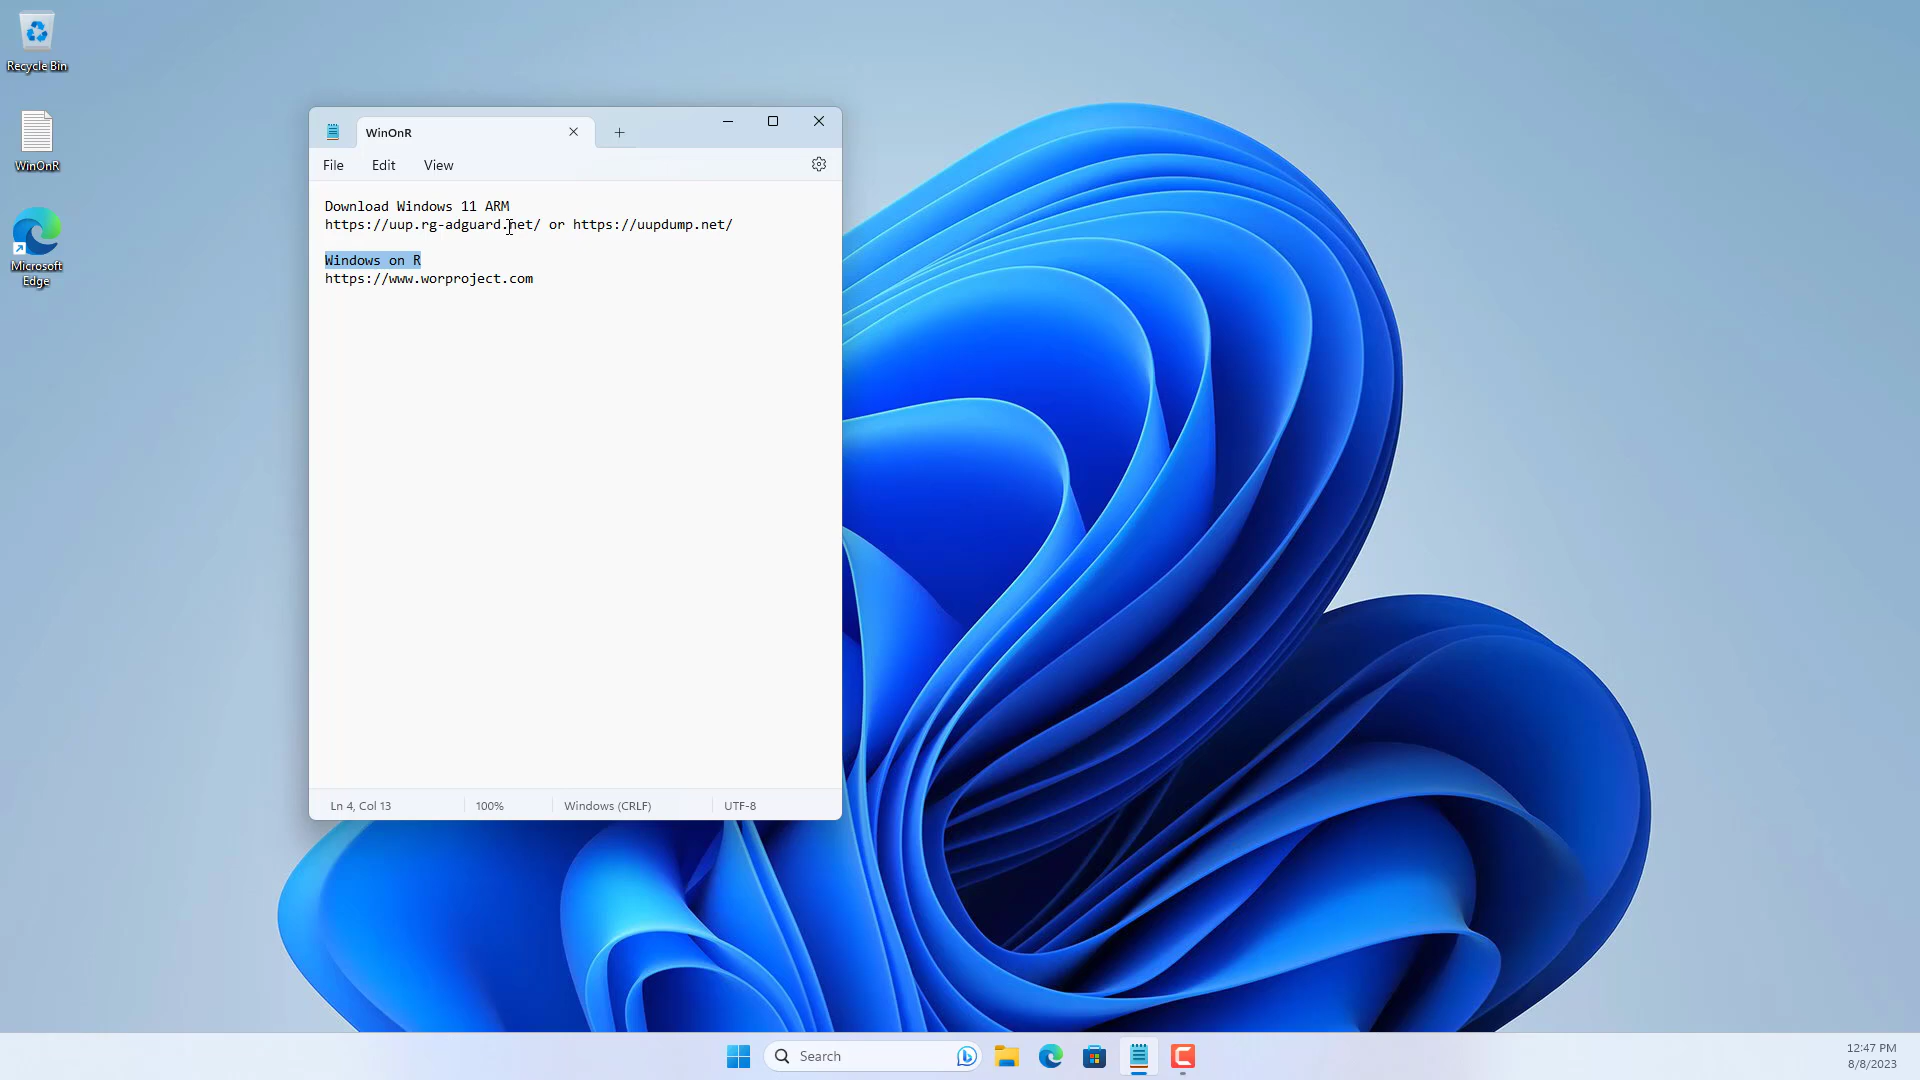 Recycle Bin
WinOnR
Microsoft
Edge
WinOnR
File Edit View
Download Windows 11 ARM
https://uup.rg-adguard.net/ or https://uupdump.net/
Windows on R
https://www.worproject.com
Ln 4, Col 13 100% Windows (CRLF) UTF-8
Search
12:47 PM
8/8/2023